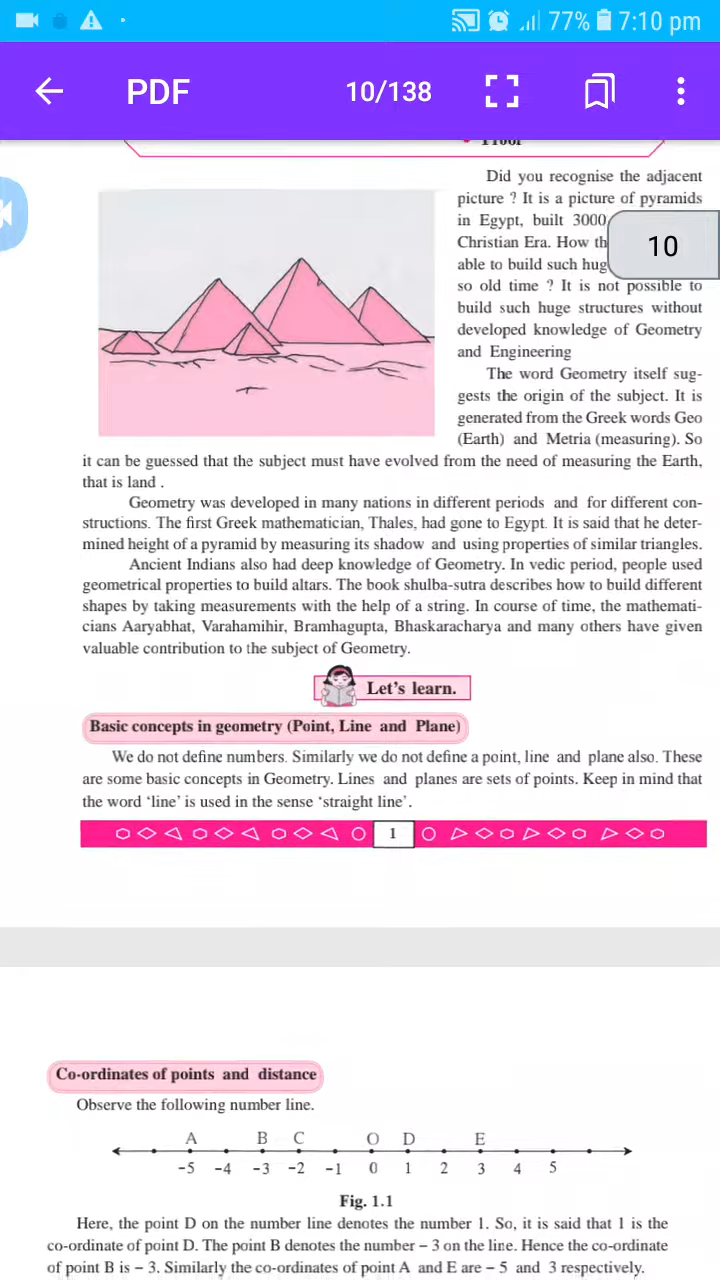 77% 7:10 pm
PDF 10/138
Did you recognise the adjacent
picture ? It is a picture of pyramids
in Egypt, built 3000
Christian Era. How
10
able to build such
so old time ? It is not possible to
build such huge structures without
developed knowledge of Geometry
and Engineering
The word Geometry itself sug-
gests the origin of the subject. It is
generated from the Greek words Geo
(Earth) and Metria (measuring). So
it can be guessed that the subject must have evolved from the need of measuring the Earth,
that is land .
Geometry was developed in many nations in different periods and for different con-
structions. The first Greek mathematician, Thales, had gone to Egypt. It is said that he deter-
mined height of a pyramid by measuring its shadow and using properties of similar triangles.
Ancient Indians also had deep knowledge of Geometry. In vedic period, people used
geometrical properties to build altars. The book shulba-sutra describes how to build different
shapes by taking measurements with the help of a string. In course of time, the mathemati-
cians Aaryabhat, Varahamihir, Bramhagupta, Bhaskaracharya and many others have given
valuable contribution to the subject of Geometry.
Let's learn.
Basic concepts in geometry (Point, Line and Plane)
We do not define numbers. Similarly we do not define a point, line and plane also. These
are some basic concepts in Geometry. Lines and planes are sets of points. Keep in mind that
the word ‘line’ is used in the sense ‘straight line’.
1
Co-ordinates of points and distance
Observe the following number line.
A B C O D E
-5 -4 -3 -2 -1 0 1 2 3 4 5
Fig. 1.1
Here, the point D on the number line denotes the number 1. So, it is said that 1 is the
co-ordinate of point D. The point B denotes the number – 3 on the line. Hence the co-ordinate
of point B is – 3. Similarly the co-ordinates of point A and E are – 5 and 3 respectively.